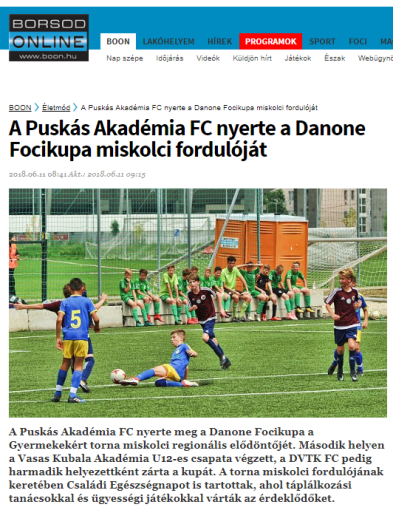 BORSOD
ONLINE
www.boon.hu
BOON LAKÓHELYEM HÍREK PROGRAMOK SPORT FOCI
Nap szépe Időjárás Videók Küldjön hírt Játékok Észak Webügynö
BOON > Életmód > A Puskás Akadémia FC nyerte a Danone Focikupa miskolci fordulóját
A Puskás Akadémia FC nyerte a Danone
Focikupa miskolci fordulóját
2018.06.11 08:41 Akt.: 2018.06.11 09:15
5
A Puskás Akadémia FC nyerte meg a Danone Focikupa a
Gyermekekért torna miskolci regionális elődöntőjét. Második helyen
a Vasas Kubala Akadémia U12-es csapata végzett, a DVTK FC pedig
harmadik helyezettként zárta a kupát. A torna miskolci fordulójának
keretében Családi Egészségnapot is tartottak, ahol táplálkozási
tanácsokkal és ügyességi játékokkal várták az érdeklődőket.